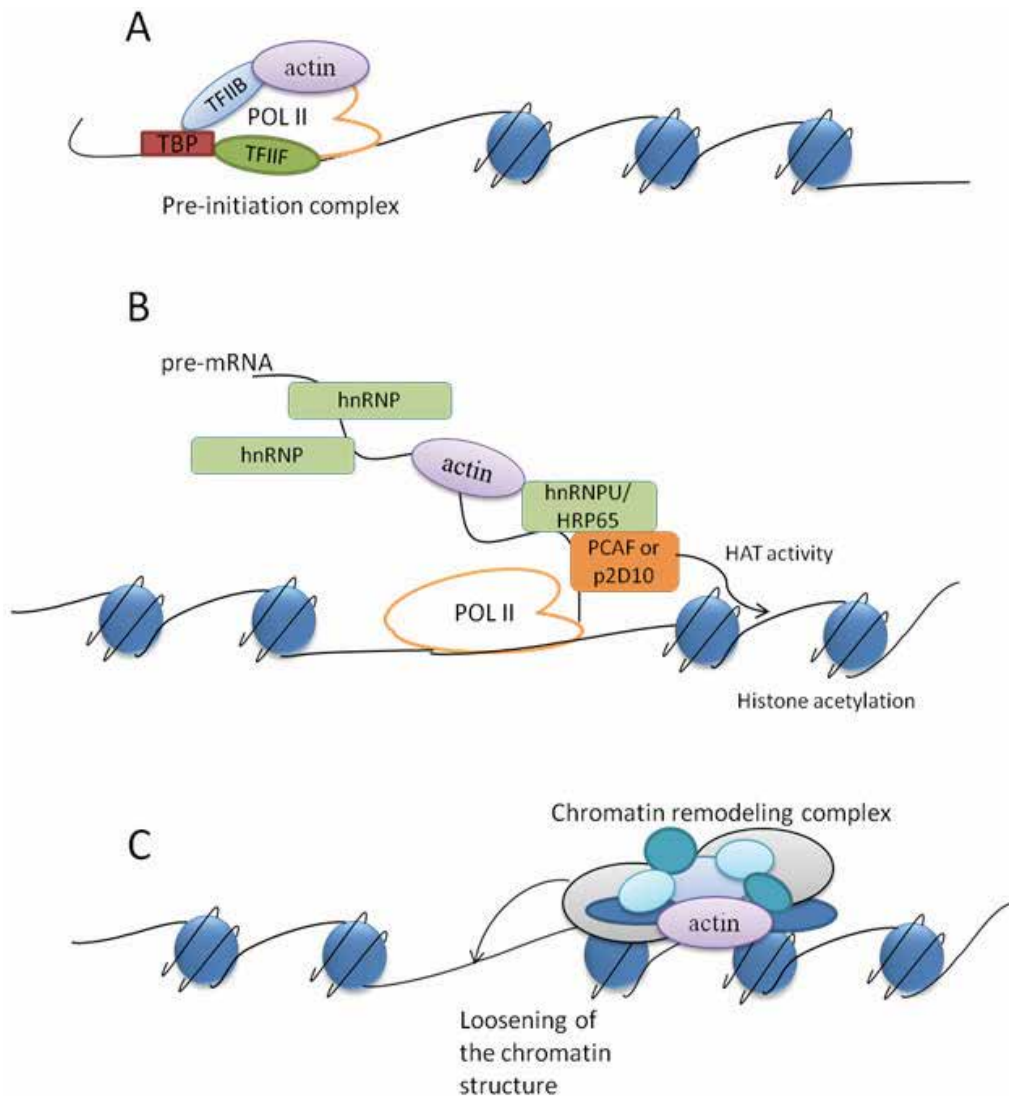 A
actin
TFIIB
POL II
TBP
TFIIF
Pre-initiation complex
B
pre-mRNA
hnRNP
hnRNP
actin
hnRNPU/
HRP65
PCAF or
p2D10
HAT activity
POL II
Histone acetylation
Chromatin remodeling complex
C
actin
Loosening of
the chromatin
structure